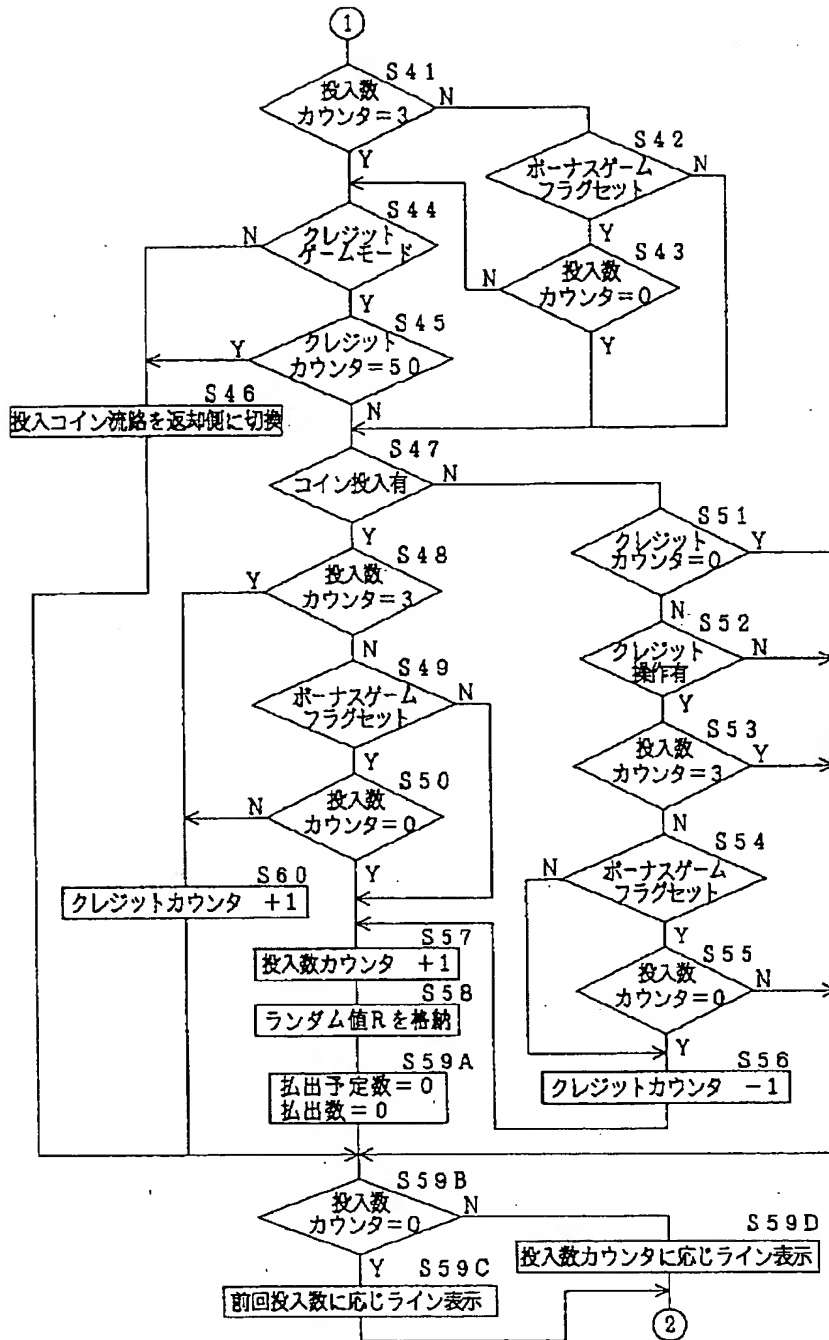 1
S41
投入数
カウンタ=3
N
Y
S42
ボーナスゲーム
フラグセット
N
Y
S43
投入数
カウンタ=0
N
Y
S44
クレジット
ゲームモード
N
Y
S45
クレジット
カウンタ=50
Y
N
S46
投入コイン流路を返却側に切換
S47
コイン投入有
N
Y
S48
投入数
カウンタ=3
Y
N
S49
ボーナスゲーム
フラグセット
N
Y
S50
投入数
カウンタ=0
N
Y
S60
クレジットカウンタ +1
S51
クレジット
カウンタ=0
Y
N
S52
クレジット
操作有
N
Y
S53
投入数
カウンタ=3
Y
N
S54
ボーナスゲーム
フラグセット
N
Y
S55
投入数
カウンタ=0
N
Y
S56
クレジットカウンタ -1
S57
投入数カウンタ +1
S58
ランダム値Rを格納
S59A
払出予定数=0
払出数=0
S59B
投入数
カウンタ=0
N
Y
S59C
前回投入数に応じライン表示
S59D
投入数カウンタに応じライン表示
2